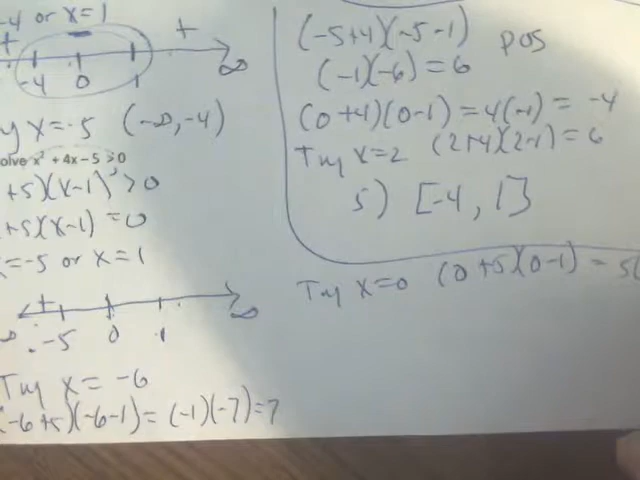 -4 or x=1
+ - +
-4 0 1 ∞
y x=-5 (-∞,-4)
olve x² + 4x – 5 > 0
+5)(x-1) >0
+5)(x-1) =0
=-5 or x=1
+
-5 0 1 ∞
Try x= -6
(-6+5)(-6-1)= (-1)(-7)=7
(-5+4)(-5-1) pos
(-1)(-6) = 6
(0+4)(0-1) = 4(-1) = -4
Try x=2 (2+4)(2-1) = 6
5) [-4, 1]
Try x=0 (0+5)(0-1) = 5(